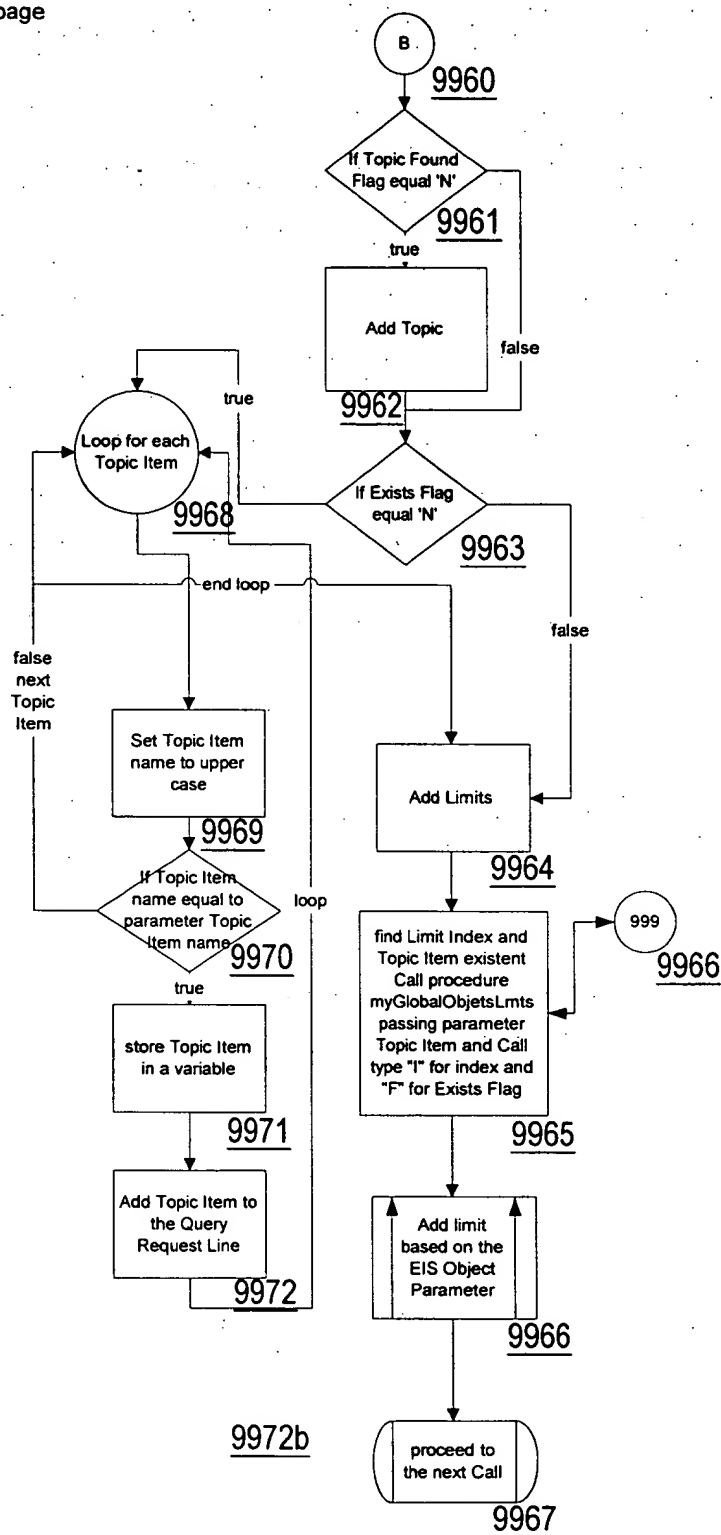 page
B
9960
If Topic Found
Flag equal 'N'
9961
true
Add Topic
false
9962
true
Loop for each
Topic Item
9968
If Exists Flag
equal 'N'
9963
end loop
false
false
next
Topic
Item
Set Topic Item
name to upper
case
9969
Add Limits
9964
If Topic Item
name equal to
parameter Topic
Item name
9970
loop
find Limit Index and
Topic Item existent
Call procedure
myGlobalObjetsLmts
passing parameter
Topic Item and Call
type "I" for index and
"F" for Exists Flag
9965
999
9966
true
store Topic Item
in a variable
9971
Add Topic Item to
the Query
Request Line
9972
Add limit
based on the
EIS Object
Parameter
9966
9972b
proceed to
the next Call
9967